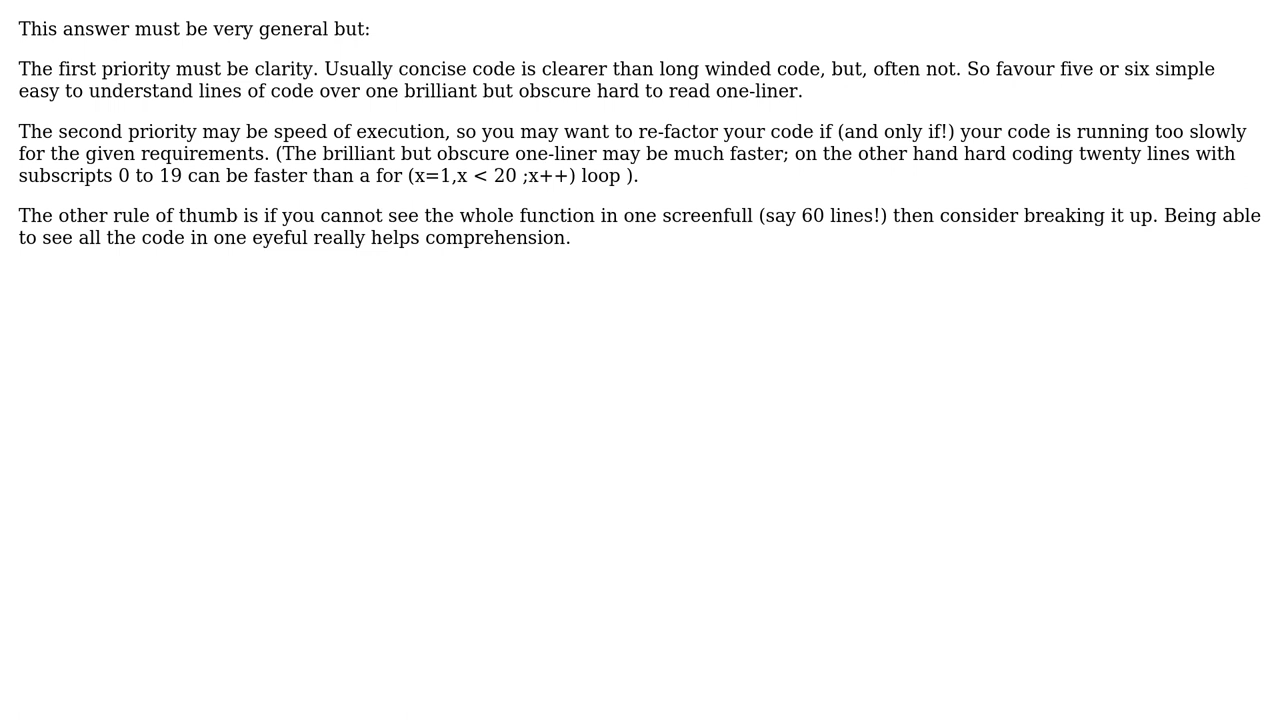 This answer must be very general but:
The first priority must be clarity. Usually concise code is clearer than long winded code, but, often not. So favour five or six simple
easy to understand lines of code over one brilliant but obscure hard to read one-liner.
The second priority may be speed of execution, so you may want to re-factor your code if (and only if!) your code is running too slowly
for the given requirements. (The brilliant but obscure one-liner may be much faster; on the other hand hard coding twenty lines with
subscripts 0 to 19 can be faster than a for (x=1,x < 20 ;x++) loop ).
The other rule of thumb is if you cannot see the whole function in one screenfull (say 60 lines!) then consider breaking it up. Being able
to see all the code in one eyeful really helps comprehension.